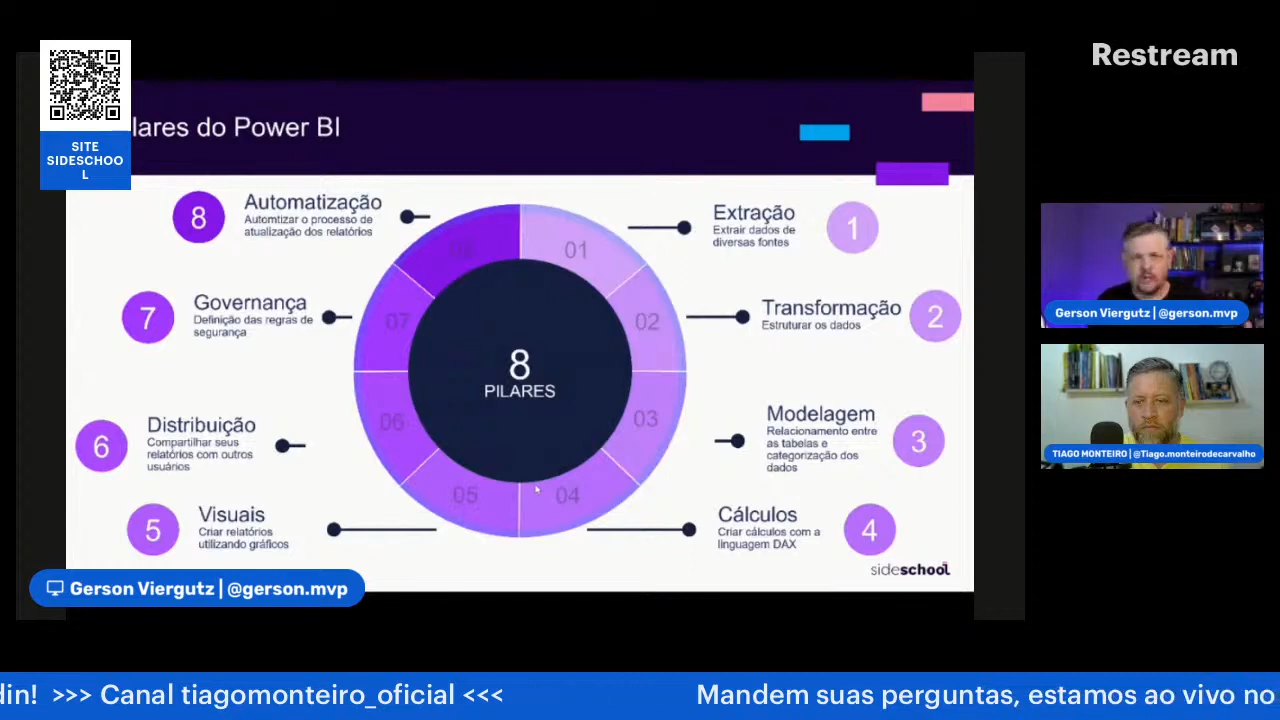 SITE
SIDESCHOO
L
Restream
lares do Power BI
8
Automatização
Automtizar o processo de
atualização dos relatórios
7
Governança
Definição das regras de
segurança
6
Distribuição
Compartilhar seus
relatórios com outros
usuários
5
Visuais
Criar relatórios
utilizando gráficos
01
02
03
04
05
06
07
08
8
PILARES
Extração
Extrair dados de
diversas fontes
1
Transformação
Estruturar os dados
2
Modelagem
Relacionamento entre
as tabelas e
categorização dos
dados
3
Cálculos
Criar cálculos com a
linguagem DAX
4
sideschool
Gerson Viergutz | @gerson.mvp
Gerson Viergutz | @gerson.mvp
TIAGO MONTEIRO | @Tiago.monteirodecarvalho
din! >>> Canal tiagomonteiro_oficial <<<
Mandem suas perguntas, estamos ao vivo no